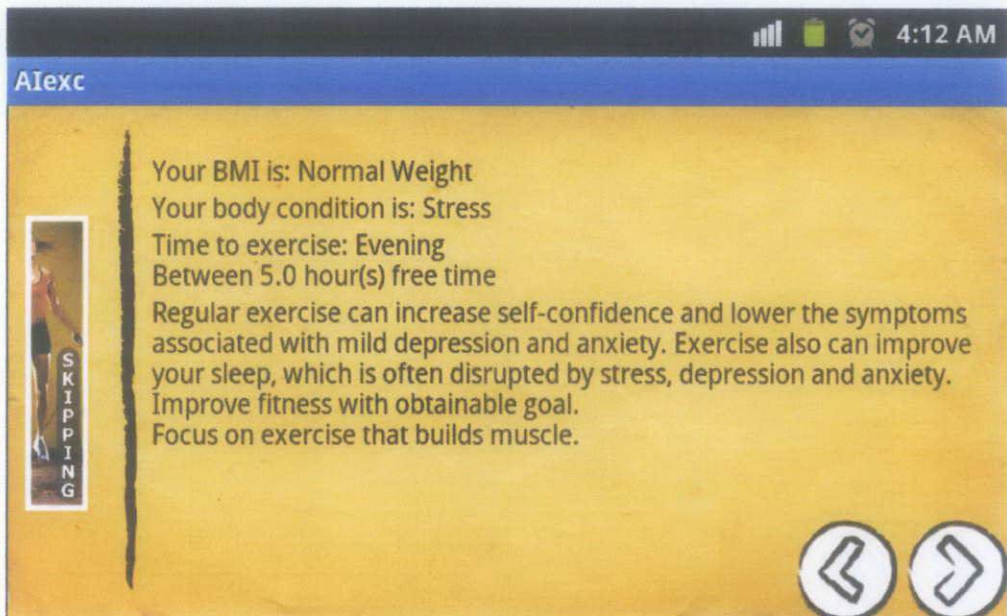 4:12 AM
AIexc
Your BMI is: Normal Weight
Your body condition is: Stress
Time to exercise: Evening
Between 5.0 hour(s) free time
Regular exercise can increase self-confidence and lower the symptoms
associated with mild depression and anxiety. Exercise also can improve
your sleep, which is often disrupted by stress, depression and anxiety.
Improve fitness with obtainable goal.
Focus on exercise that builds muscle.
SKIPPING